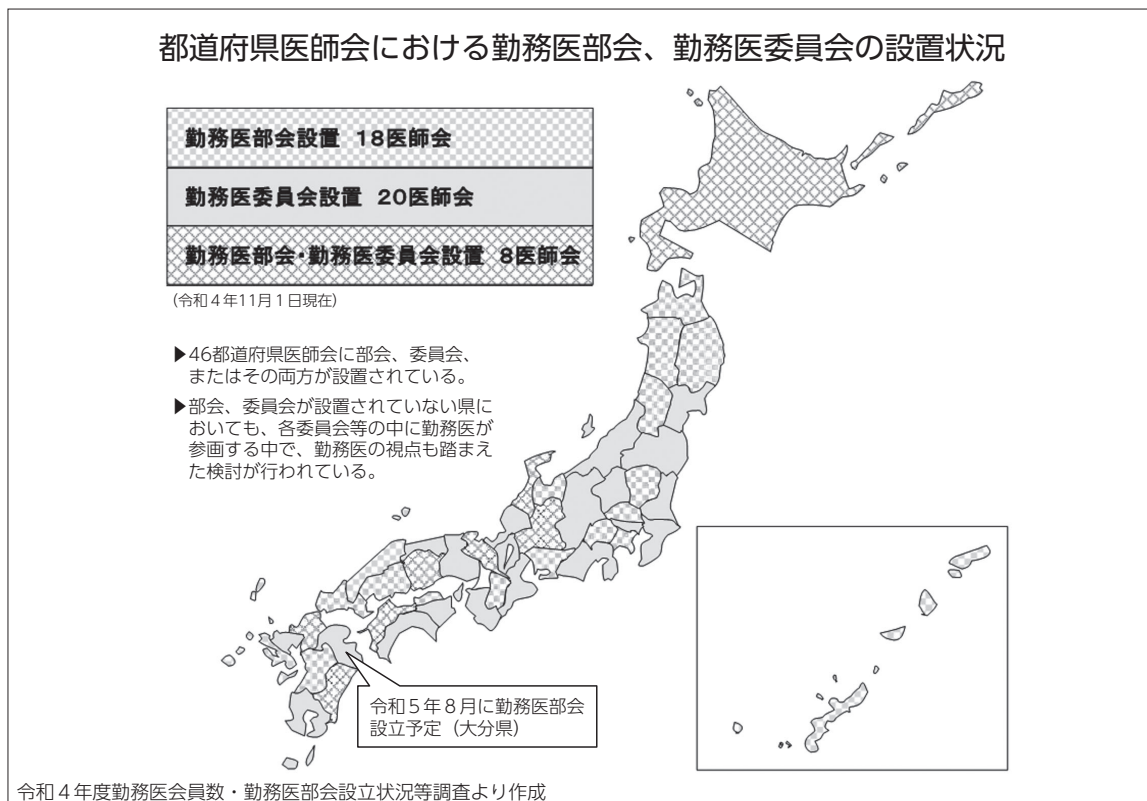 都道府県医師会における勤務医部会、勤務医委員会の設置状況
勤務医部会設置 18医師会
勤務医委員会設置 20医師会
勤務医部会・勤務医委員会設置 8医師会
(令和4年11月1日現在)
▶46都道府県医師会に部会、委員会、
またはその両方が設置されている。
▶部会、委員会が設置されていない県に
おいても、各委員会等の中に勤務医が
参画する中で、勤務医の視点も踏まえ
た検討が行われている。
令和5年8月に勤務医部会
設立予定（大分県）
令和4年度勤務医会員数・勤務医部会設立状況等調査より作成